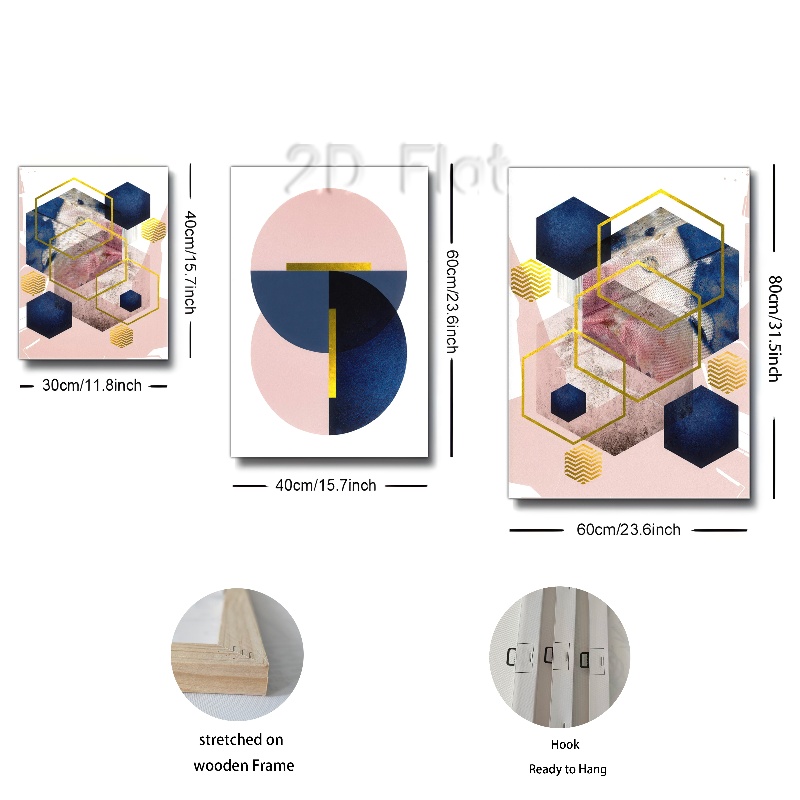 2D Flat
40cm/15.7inch
30cm/11.8inch
60cm/23.6inch
40cm/15.7inch
80cm/31.5inch
60cm/23.6inch
stretched on
wooden Frame
Hook
Ready to Hang